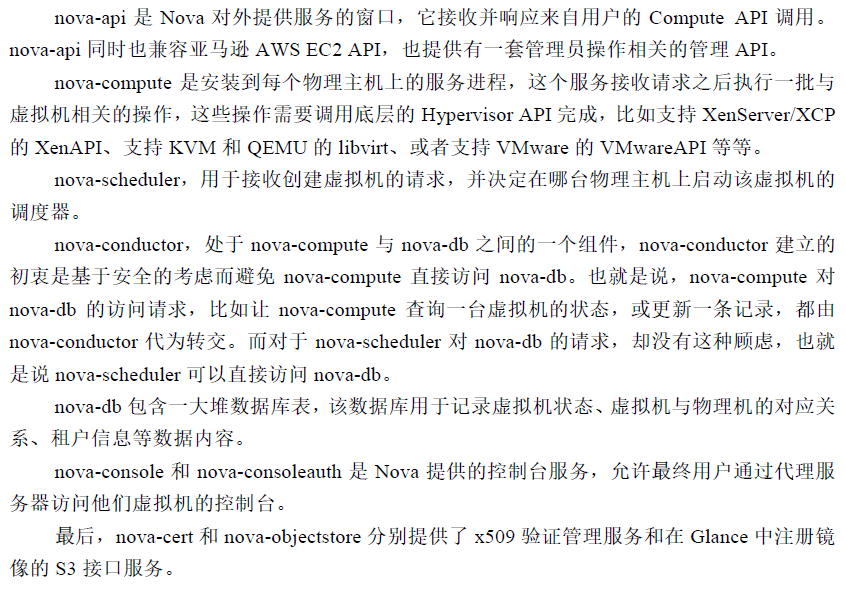 nova-api 是 Nova 对外提供服务的窗口，它接收并响应来自用户的 Compute API 调用。
nova-api 同时也兼容亚马逊 AWS EC2 API，也提供有一套管理员操作相关的管理 API。
nova-compute 是安装到每个物理主机上的服务进程，这个服务接收请求之后执行一批与
虚拟机相关的操作，这些操作需要调用底层的 Hypervisor API 完成，比如支持 XenServer/XCP
的 XenAPI、支持 KVM 和 QEMU 的 libvirt、或者支持 VMware 的 VMwareAPI 等等。
nova-scheduler，用于接收创建虚拟机的请求，并决定在哪台物理主机上启动该虚拟机的
调度器。
nova-conductor，处于 nova-compute 与 nova-db 之间的一个组件，nova-conductor 建立的
初衷是基于安全的考虑而避免 nova-compute 直接访问 nova-db。也就是说，nova-compute 对
nova-db 的访问请求，比如让 nova-compute 查询一台虚拟机的状态，或更新一条记录，都由
nova-conductor 代为转交。而对于 nova-scheduler 对 nova-db 的请求，却没有这种顾虑，也就
是说 nova-scheduler 可以直接访问 nova-db。
nova-db 包含一大堆数据库表，该数据库用于记录虚拟机状态、虚拟机与物理机的对应关
系、租户信息等数据内容。
nova-console 和 nova-consoleauth 是 Nova 提供的控制台服务，允许最终用户通过代理服
务器访问他们虚拟机的控制台。
最后，nova-cert 和 nova-objectstore 分别提供了 x509 验证管理服务和在 Glance 中注册镜
像的 S3 接口服务。